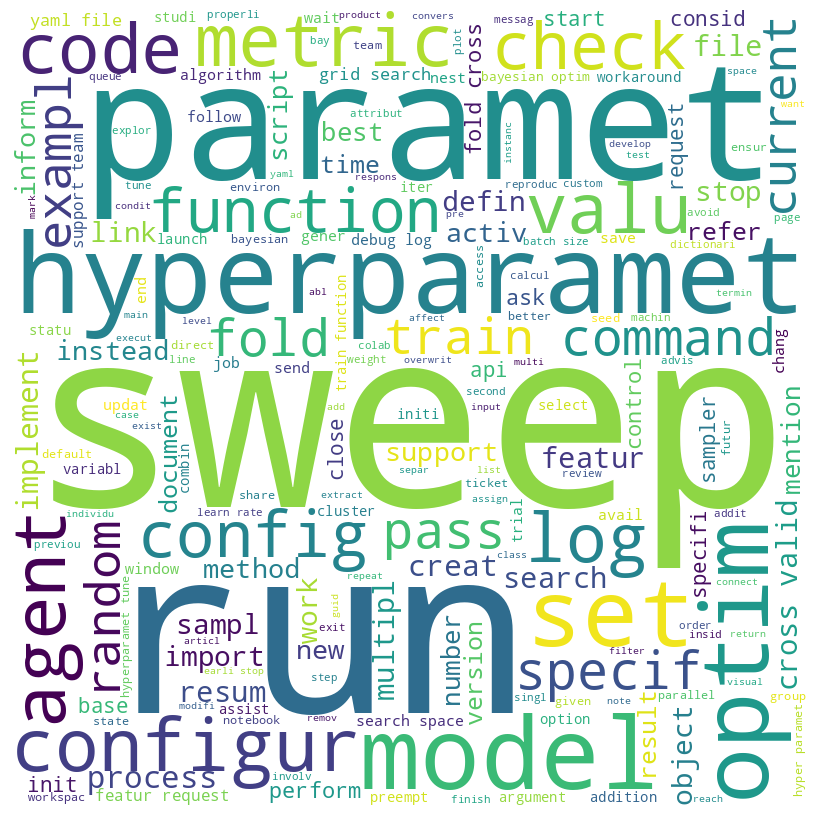 yaml file
studi
properli
product
convers
messag
metric
check
code
wait
bay
team
plot
start
consid
file
queue
algorithm
grid search
nest
bayesian optim
workaround
space
want
paramet
fold cross
current
exampl
script
follow
best
attribut
instanc
develop
test
ensur
request
inform
support team
explor
tune
time
yaml
respons
iter
reproduc
custom
mark
condit
environ
ad
pre
defin
valu
stop
avoid
page
function
link
launch
bayesian
gener
debug log
activ
batch size
save
refer
dictionari
access
calcul
hyperparamet
end
main
abl
ask
better
seed
machin
termin
statu
level
affect
execut
direct
fold
train
command
instead
line
job
send
train function
colab
weight
overwrit
api
multi
advis
chang
second
input
sweep
implement
updat
case
exist
default
document
combin
variabl
add
initi
select
control
mention
close
support
featur
sampler
share
separ
list
extract
ticket
assign
review
futur
individu
previou
agent
random
config
learn rate
cluster
pass
trial
avail
log
class
specifi
addit
connect
cross valid
optim
window
method
repeat
creat
search
set
hyperparamet tune
guid
work
run
sampl
exit
multipl
number
version
order
insid
return
filter
import
new
articl
earli stop
step
specif
visual
base
resum
assist
state
modifi
notebook
remov
search space
singl
option
given
note
parallel
group
result
object
hyper paramet
configur
model
init
process
involv
workspac
featur request
perform
preempt
finish
argument
addition
reach